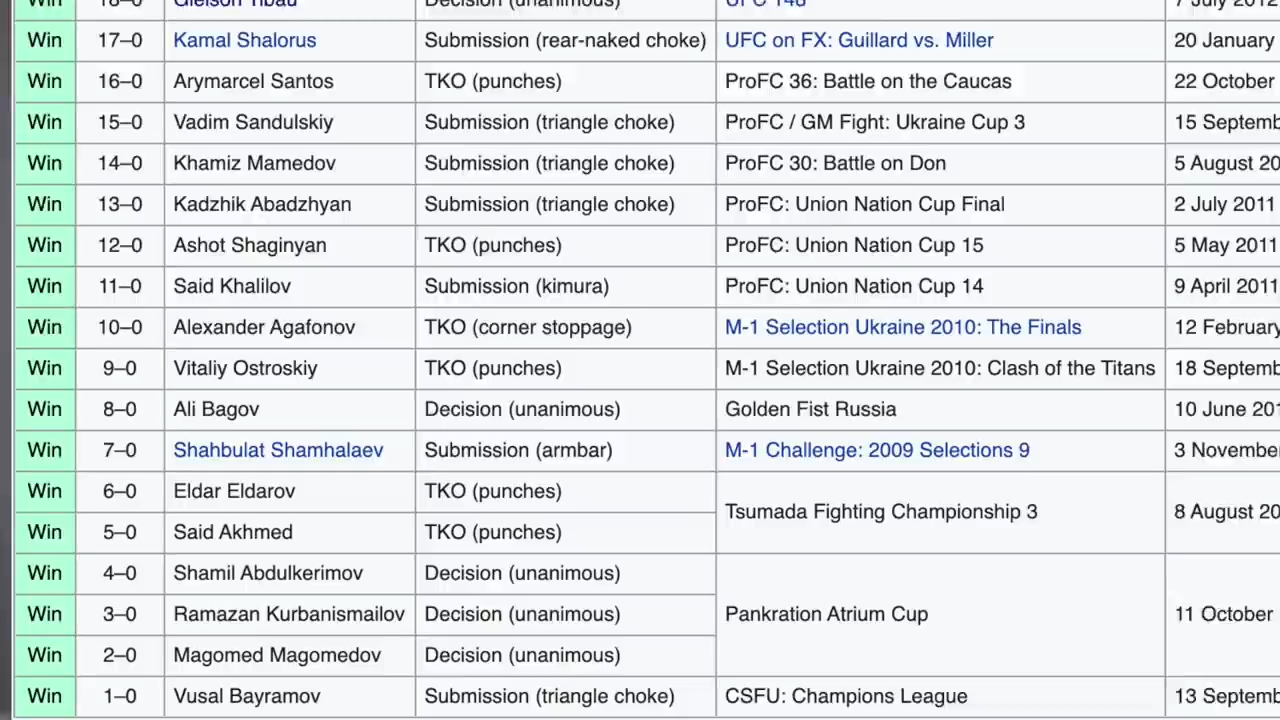 18–0 Gleison Tibau Decision (unanimous) UFC 148 7 July 2012
Win 17–0 Kamal Shalorus Submission (rear-naked choke) UFC on FX: Guillard vs. Miller 20 January
Win 16–0 Arymarcel Santos TKO (punches) ProFC 36: Battle on the Caucas 22 October
Win 15–0 Vadim Sandulskiy Submission (triangle choke) ProFC / GM Fight: Ukraine Cup 3 15 Septemb
Win 14–0 Khamiz Mamedov Submission (triangle choke) ProFC 30: Battle on Don 5 August 20
Win 13–0 Kadzhik Abadzhyan Submission (triangle choke) ProFC: Union Nation Cup Final 2 July 2011
Win 12–0 Ashot Shaginyan TKO (punches) ProFC: Union Nation Cup 15 5 May 2011
Win 11–0 Said Khalilov Submission (kimura) ProFC: Union Nation Cup 14 9 April 2011
Win 10–0 Alexander Agafonov TKO (corner stoppage) M-1 Selection Ukraine 2010: The Finals 12 February
Win 9–0 Vitaliy Ostroskiy TKO (punches) M-1 Selection Ukraine 2010: Clash of the Titans 18 Septemb
Win 8–0 Ali Bagov Decision (unanimous) Golden Fist Russia 10 June 201
Win 7–0 Shahbulat Shamhalaev Submission (armbar) M-1 Challenge: 2009 Selections 9 3 November
Win 6–0 Eldar Eldarov TKO (punches)
Tsumada Fighting Championship 3 8 August 20
Win 5–0 Said Akhmed TKO (punches)
Win 4–0 Shamil Abdulkerimov Decision (unanimous)
Win 3–0 Ramazan Kurbanismailov Decision (unanimous) Pankration Atrium Cup 11 October
Win 2–0 Magomed Magomedov Decision (unanimous)
Win 1–0 Vusal Bayramov Submission (triangle choke) CSFU: Champions League 13 Septemb